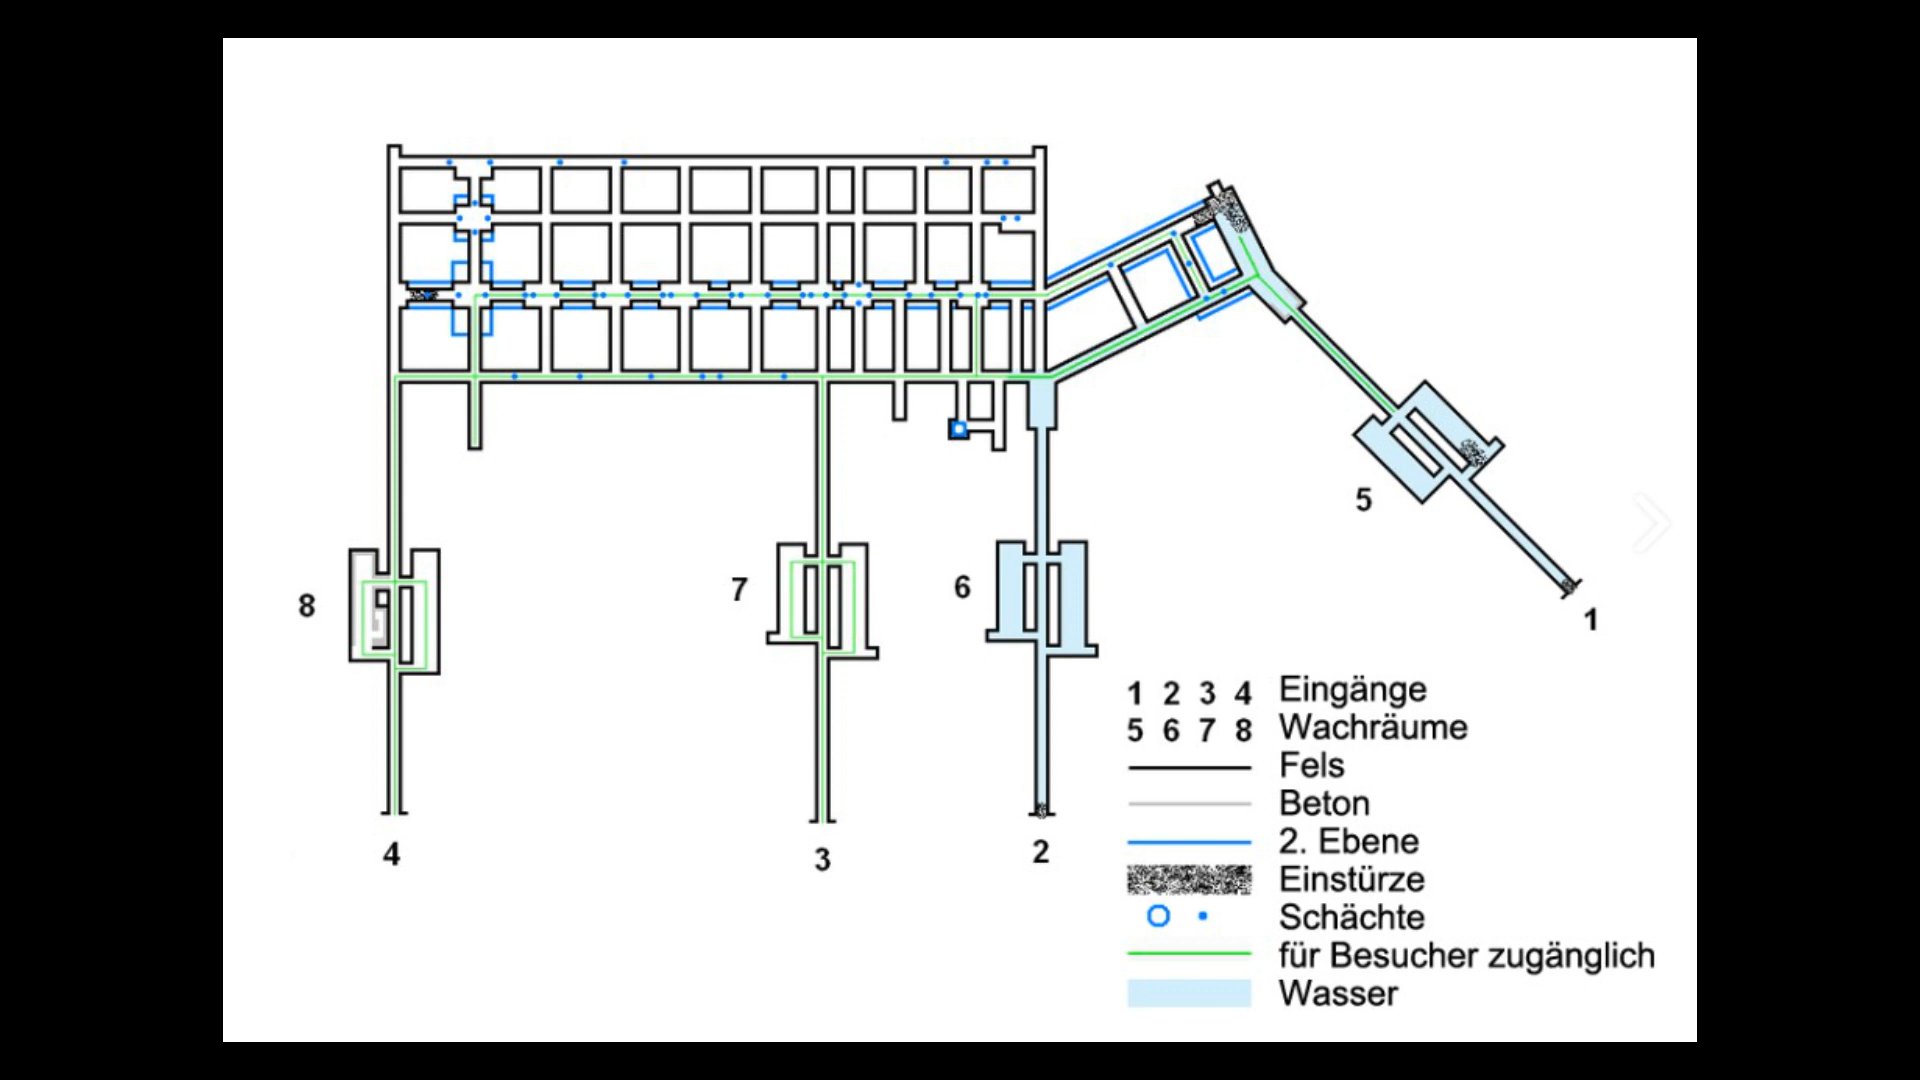 8
7
6
5
1
4
3
2
1 2 3 4 Eingänge
5 6 7 8 Wachräume
Fels
Beton
2. Ebene
Einstürze
Schächte
für Besucher zugänglich
Wasser